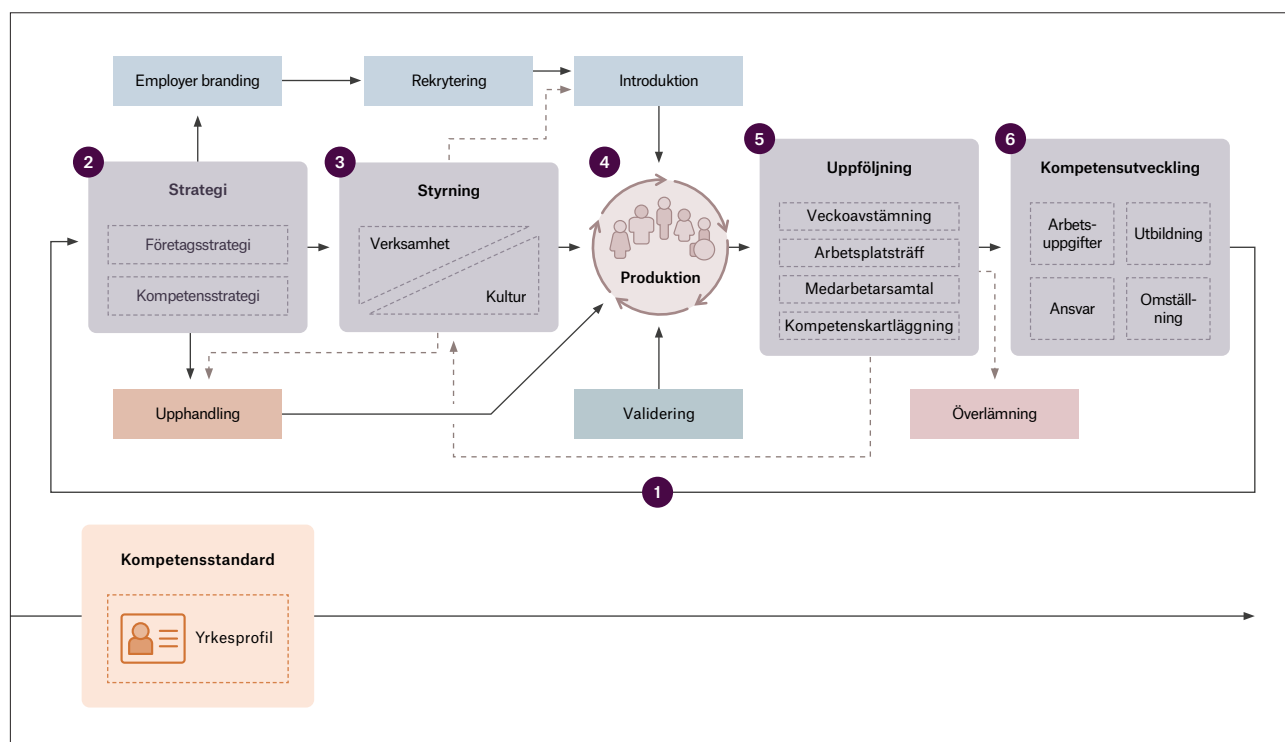 Employer branding
Rekrytering
Introduktion
2
Strategi
Företagsstrategi
Kompetensstrategi
3
Styrning
Verksamhet
Kultur
4
Produktion
5
Uppföljning
Veckoavstämning
Arbetsplatsträff
Medarbetarsamtal
Kompetenskartläggning
6
Kompetensutveckling
Arbets-
uppgifter
Utbildning
Ansvar
Omställ-
ning
Upphandling
Validering
Överlämning
1
Kompetensstandard
Yrkesprofil